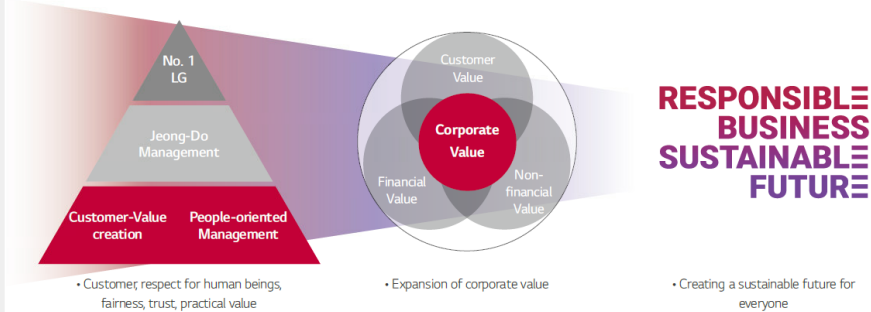 No. 1
LG
Jeong-Do
Management
Customer-Value
creation
People-oriented
Management
• Customer, respect for human beings,
fairness, trust, practical value
Customer
Value
Corporate
Value
Financial
Value
Non-
financial
Value
• Expansion of corporate value
RESPONSIBLE
BUSINESS
SUSTAINABLE
FUTURE
• Creating a sustainable future for
everyone